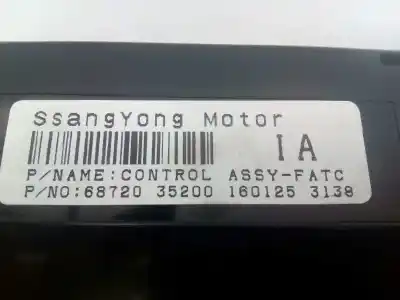 SsangYong Motor
IA
P/NAME:CONTROL ASSY-FATC
P/NO:68720 35200 160125 3138